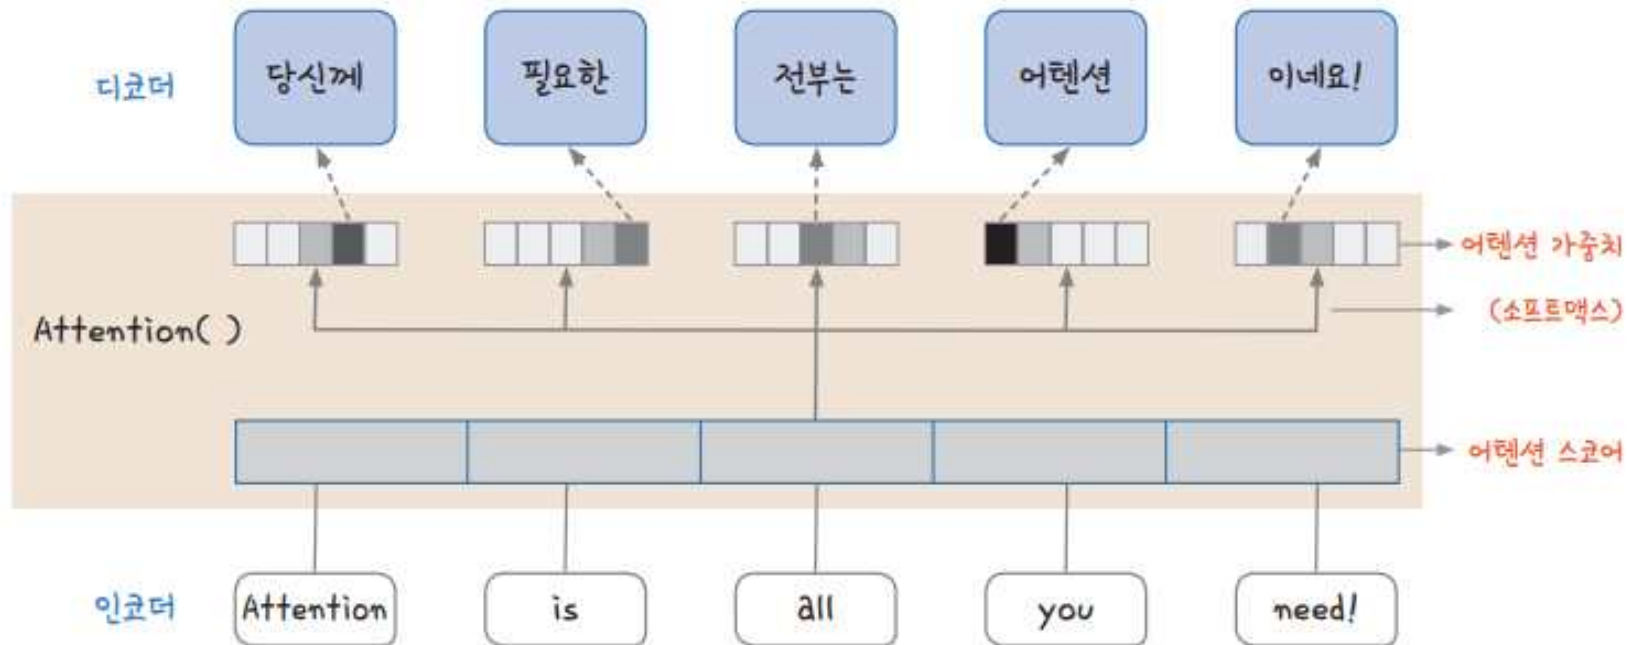 디코더
당신께
필요한
전부는
어텐션
이네요!
어텐션 가중치
(소프트맥스)
Attention( )
어텐션 스코어
인코더
Attention
is
all
you
need!